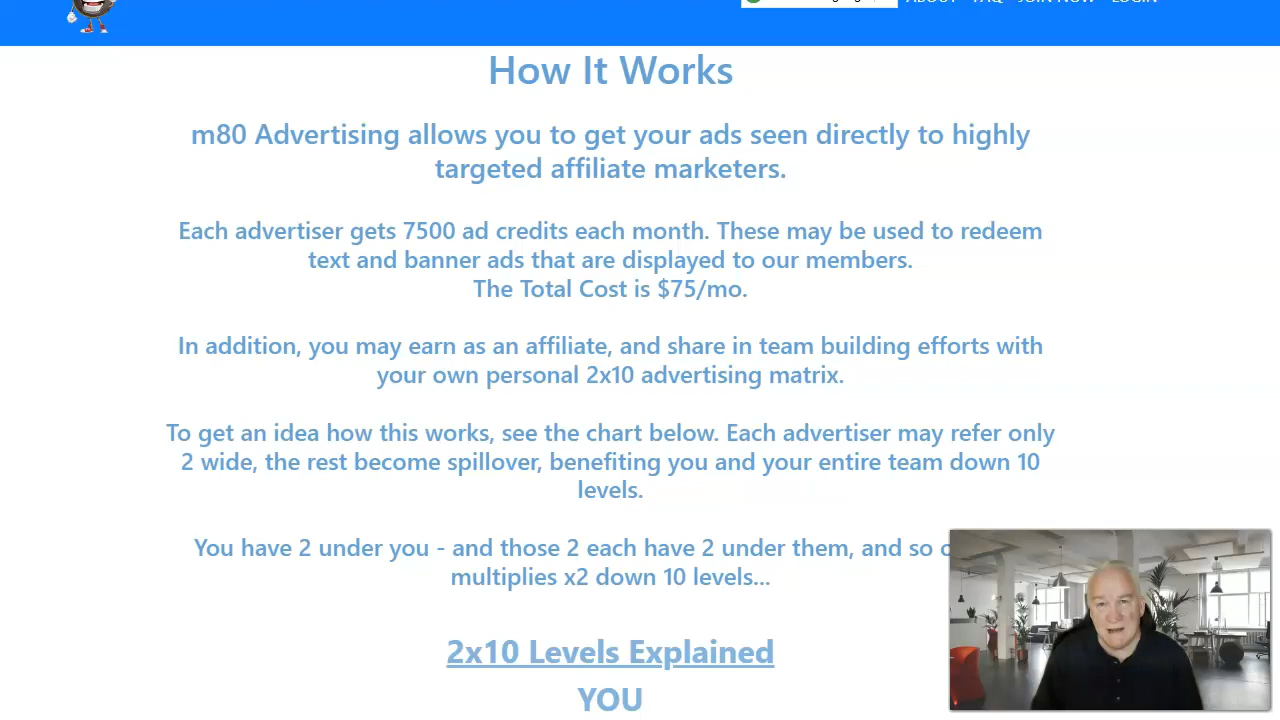 ABOUT FAQ JOIN NOW LOGIN
How It Works
m80 Advertising allows you to get your ads seen directly to highly
targeted affiliate marketers.
Each advertiser gets 7500 ad credits each month. These may be used to redeem
text and banner ads that are displayed to our members.
The Total Cost is $75/mo.
In addition, you may earn as an affiliate, and share in team building efforts with
your own personal 2x10 advertising matrix.
To get an idea how this works, see the chart below. Each advertiser may refer only
2 wide, the rest become spillover, benefiting you and your entire team down 10
levels.
You have 2 under you - and those 2 each have 2 under them, and so
multiplies x2 down 10 levels...
2x10 Levels Explained
YOU